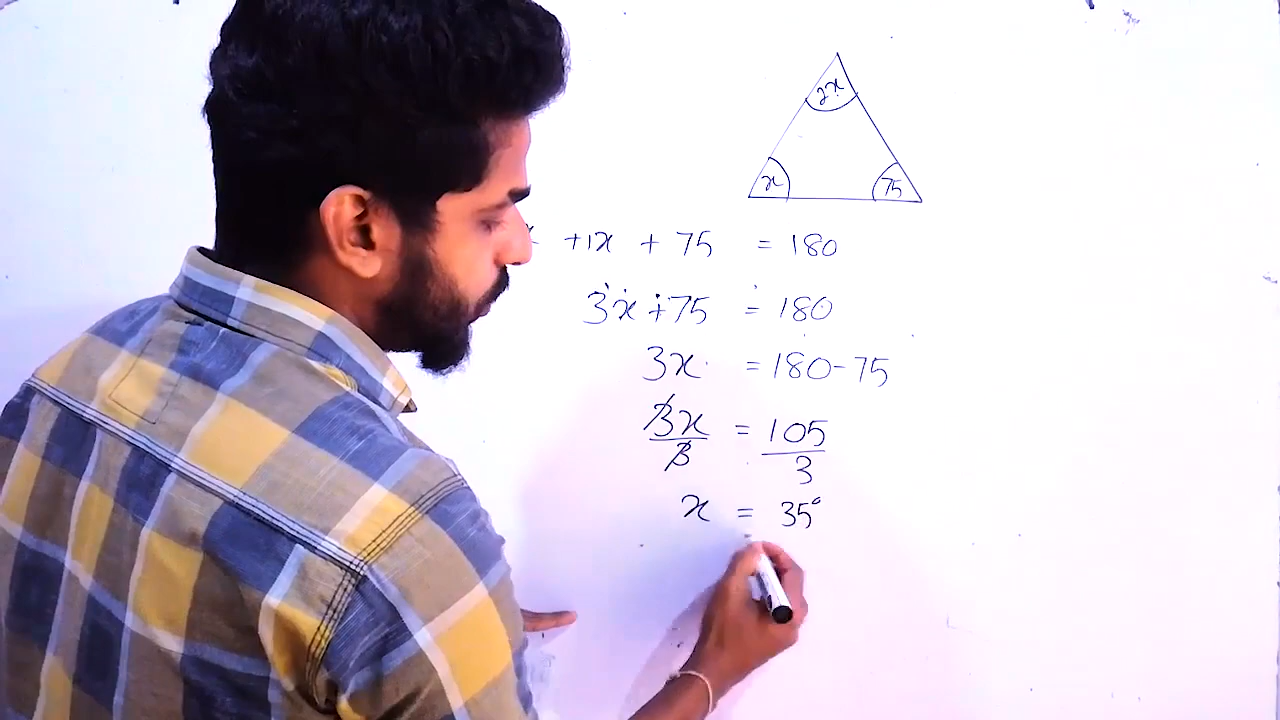 2x
x
75
+1x + 75 = 180
3x + 75 = 180
3x = 180 - 75
3x/3 = 105/3
x = 35°